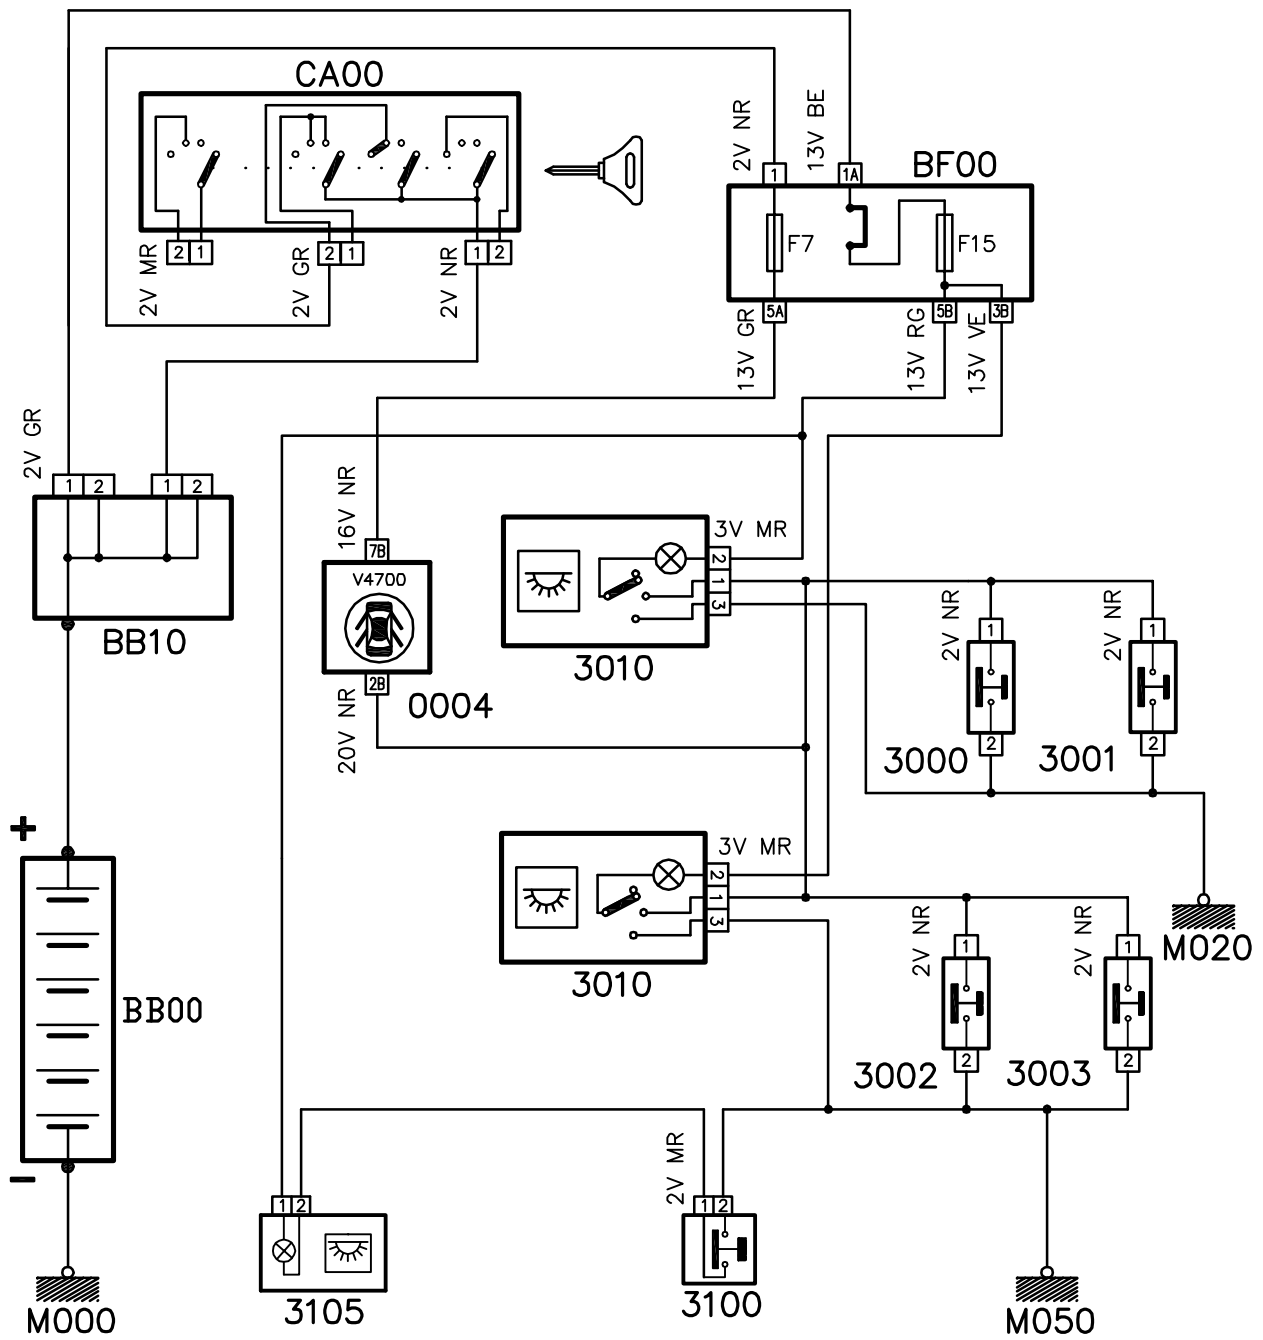 CA00
2V NR
13V BE
BF00
1
1A
F7
F15
2V MR
2
1
2V GR
2
1
2V NR
1
2
5A
5B
3B
13V GR
13V RG
13V VE
2V GR
1
2
1
2
BB10
16V NR
7B
V4700
2B
0004
20V NR
3V MR
2
1
3
3010
2V NR
1
2
3000
2V NR
1
2
3001
+
BB00
−
M000
3V MR
2
1
3
3010
2V NR
1
2
3002
2V NR
1
2
3003
M020
1
2
3105
2V MR
1
2
3100
M050